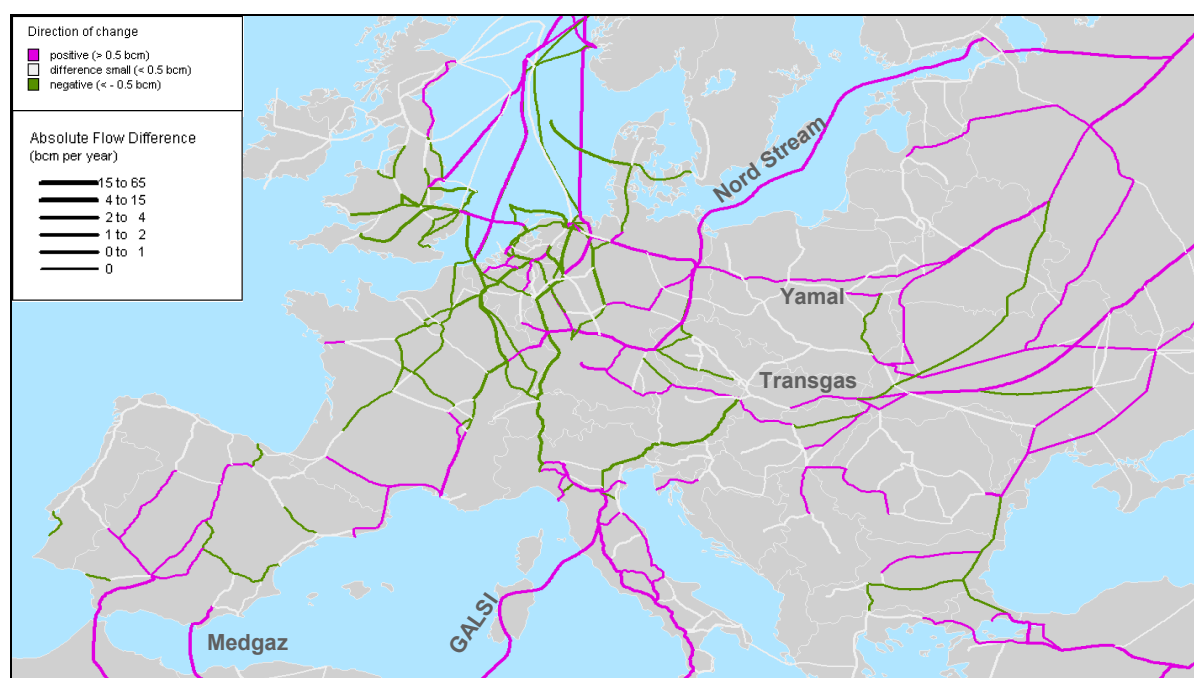 Direction of change
positive (> 0.5 bcm)
difference small (< 0.5 bcm)
negative (< - 0.5 bcm)
Absolute Flow Difference
(bcm per year)
15 to 65
4 to 15
2 to 4
1 to 2
0 to 1
0
Nord Stream
Yamal
Transgas
GALSI
Medgaz